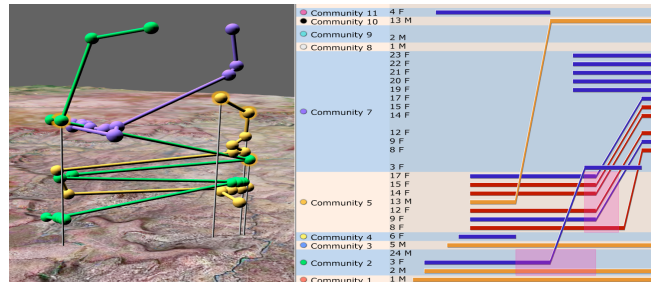 Community 11 4 F
Community 10 13 M
Community 9
2 M
Community 8 1 M
23 F
22 F
21 F
20 F
19 F
Community 7 17 F
15 F
14 F
12 F
9 F
8 F
3 F
17 F
15 F
14 F
Community 5 13 M
12 F
9 F
8 F
Community 4 6 F
Community 3 5 M
24 M
Community 2 3 F
2 M
Community 1 1 M